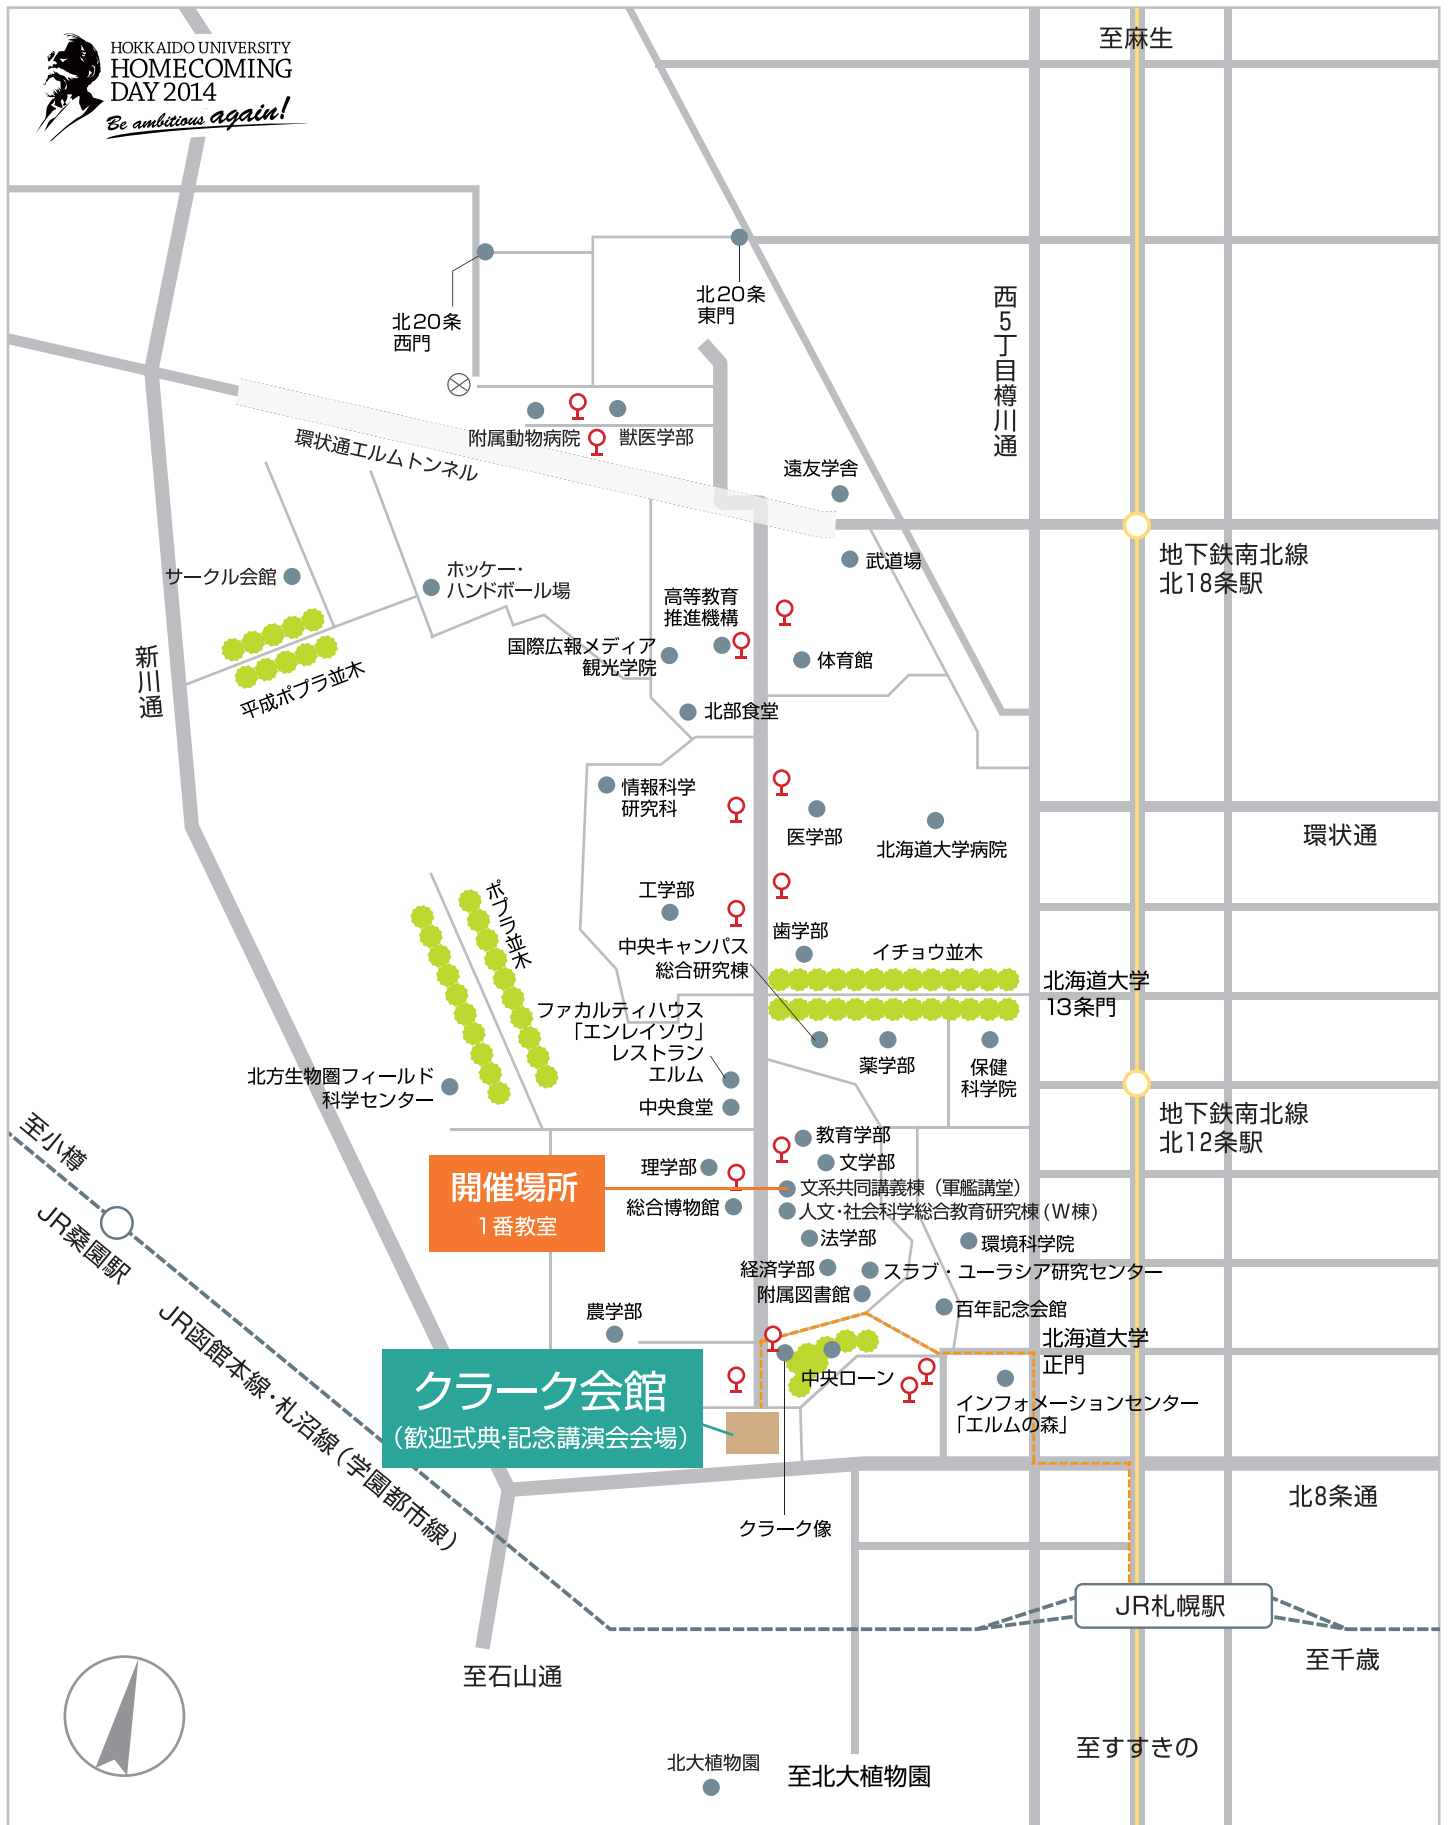 至麻生
HOKKAIDO UNIVERSITY
HOMECOMING
DAY 2014
Be ambitious again!
北20条
東門
北20条
西門
西5丁目樽川通
附属動物病院
獣医学部
環状通エルムトンネル
遠友学舎
武道場
地下鉄南北線
北18条駅
サークル会館
ホッケー・
ハンドボール場
高等教育
推進機構
国際広報メディア
観光学院
体育館
新川通
平成ポプラ並木
北部食堂
情報科学
研究科
医学部
北海道大学病院
環状通
工学部
ポプラ並木
歯学部
中央キャンパス
総合研究棟
イチョウ並木
北海道大学
13条門
ファカルティハウス
「エンレイソウ」
レストラン
エルム
薬学部
保健
科学院
北方生物圏フィールド
科学センター
中央食堂
地下鉄南北線
北12条駅
至小樽
教育学部
文学部
理学部
開催場所
1番教室
文系共同講義棟（軍艦講堂）
総合博物館
人文・社会科学総合教育研究棟(W棟)
JR桑園駅
法学部
環境科学院
経済学部
スラブ・ユーラシア研究センター
附属図書館
百年記念会館
農学部
北海道大学
正門
JR函館本線・札沼線（学園都市線）
クラーク会館
（歓迎式典・記念講演会会場）
中央ローン
インフォメーションセンター
「エルムの森」
北8条通
クラーク像
JR札幌駅
至千歳
至石山通
至すすきの
北大植物園
至北大植物園